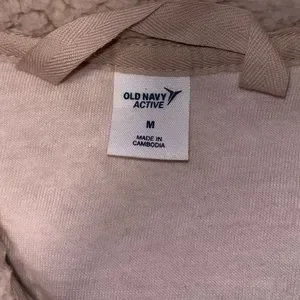 OLD NAVY
ACTIVE
M
MADE IN
CAMBODIA